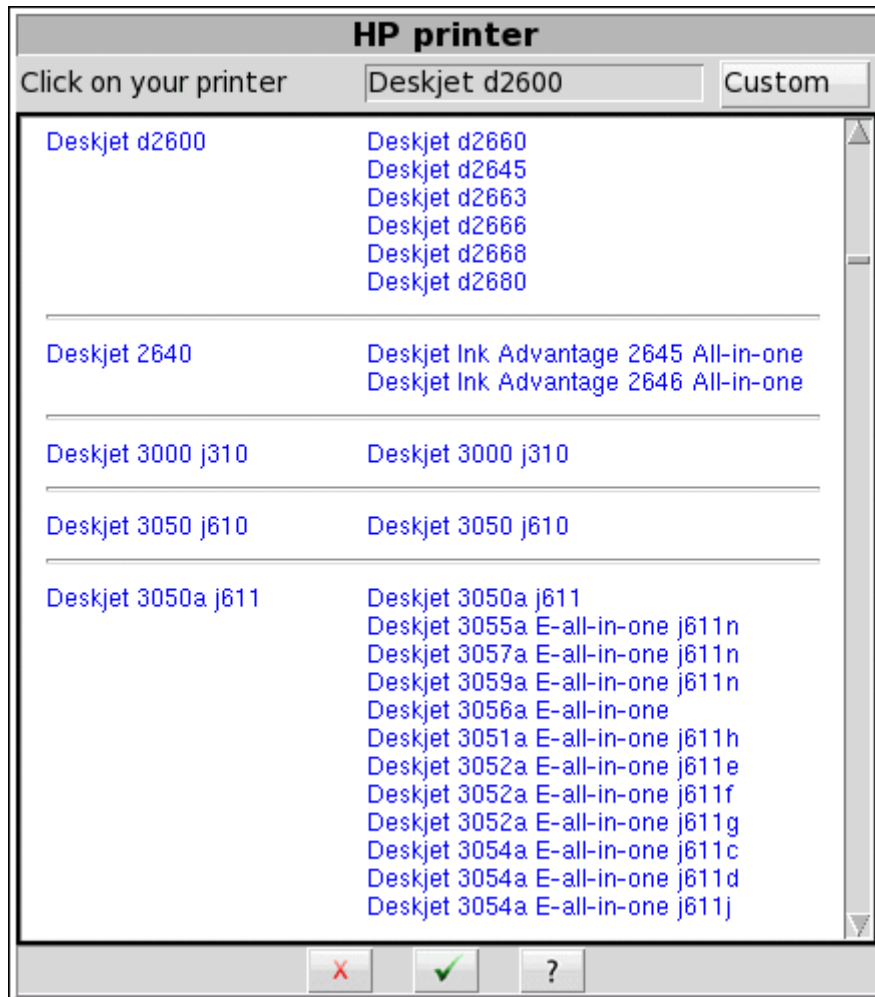 HP printer
Click on your printer Deskjet d2600 Custom
Deskjet d2600 Deskjet d2660
Deskjet d2645
Deskjet d2663
Deskjet d2666
Deskjet d2668
Deskjet d2680
Deskjet 2640 Deskjet Ink Advantage 2645 All-in-one
Deskjet Ink Advantage 2646 All-in-one
Deskjet 3000 j310 Deskjet 3000 j310
Deskjet 3050 j610 Deskjet 3050 j610
Deskjet 3050a j611 Deskjet 3050a j611
Deskjet 3055a E-all-in-one j611n
Deskjet 3057a E-all-in-one j611n
Deskjet 3059a E-all-in-one j611n
Deskjet 3056a E-all-in-one
Deskjet 3051a E-all-in-one j611h
Deskjet 3052a E-all-in-one j611e
Deskjet 3052a E-all-in-one j611f
Deskjet 3052a E-all-in-one j611g
Deskjet 3054a E-all-in-one j611c
Deskjet 3054a E-all-in-one j611d
Deskjet 3054a E-all-in-one j611j
?